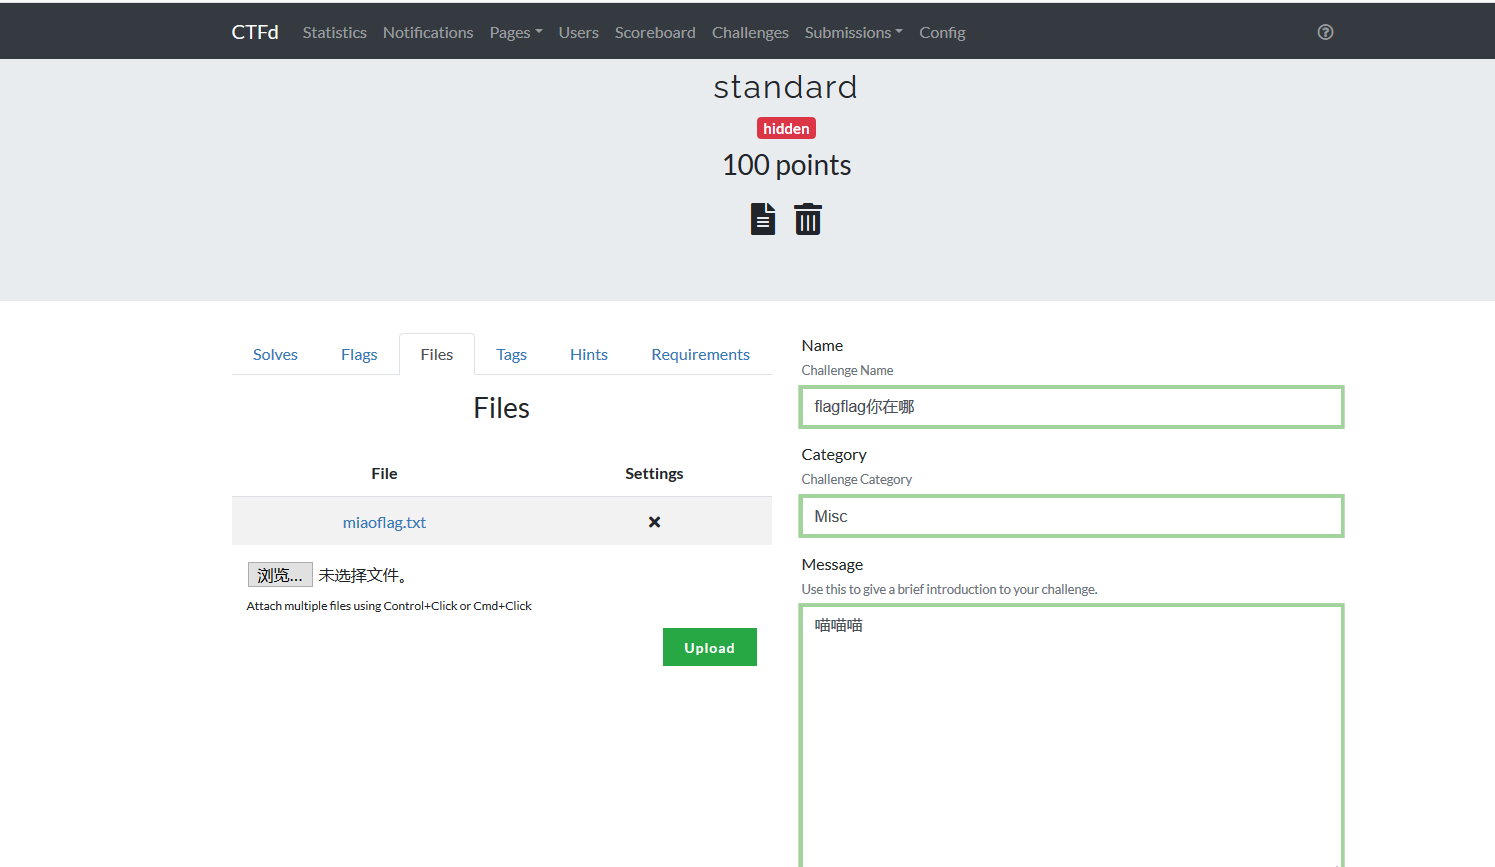 CTFd Statistics Notifications Pages Users Scoreboard Challenges Submissions Config
standard
hidden
100 points
Solves Flags Files Tags Hints Requirements
Files
File Settings
miaoflag.txt
浏览... 未选择文件。
Attach multiple files using Control+Click or Cmd+Click
Upload
Name
Challenge Name
flagflag你在哪
Category
Challenge Category
Misc
Message
Use this to give a brief introduction to your challenge.
喵喵喵